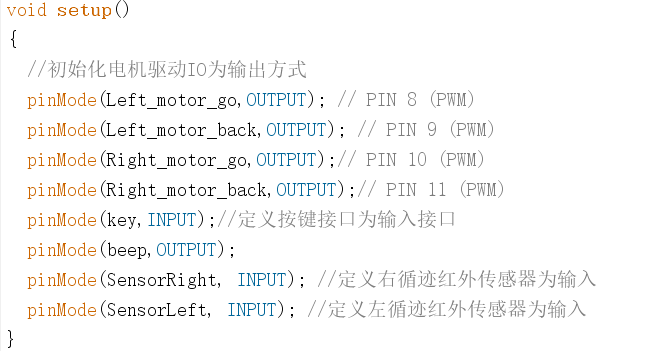 void setup()
{
//初始化电机驱动IO为输出方式
pinMode(Left_motor_go,OUTPUT); // PIN 8 (PWM)
pinMode(Left_motor_back,OUTPUT); // PIN 9 (PWM)
pinMode(Right_motor_go,OUTPUT);// PIN 10 (PWM)
pinMode(Right_motor_back,OUTPUT);// PIN 11 (PWM)
pinMode(key,INPUT);//定义按键接口为输入接口
pinMode(beep,OUTPUT);
pinMode(SensorRight, INPUT); //定义右循迹红外传感器为输入
pinMode(SensorLeft, INPUT); //定义左循迹红外传感器为输入
}